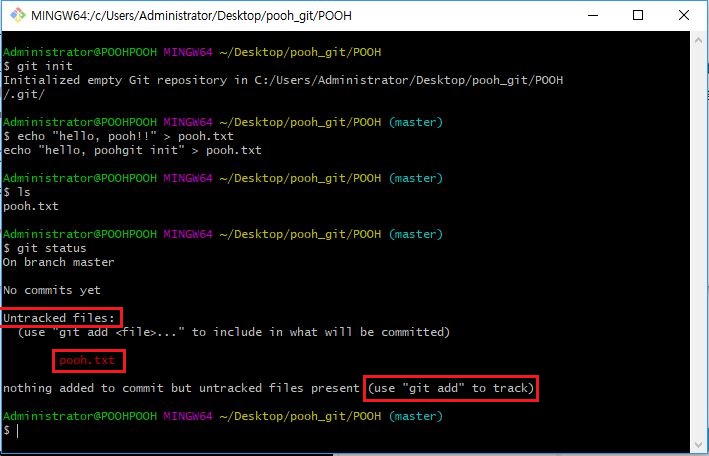 MINGW64:/c/Users/Administrator/Desktop/pooh_git/POOH
Administrator@POOHPOOH MINGW64 ~/Desktop/pooh_git/POOH
$ git init
Initialized empty Git repository in C:/Users/Administrator/Desktop/pooh_git/POOH
/.git/
Administrator@POOHPOOH MINGW64 ~/Desktop/pooh_git/POOH (master)
$ echo "hello, pooh!!" > pooh.txt
echo "hello, poohgit init" > pooh.txt
Administrator@POOHPOOH MINGW64 ~/Desktop/pooh_git/POOH (master)
$ ls
pooh.txt
Administrator@POOHPOOH MINGW64 ~/Desktop/pooh_git/POOH (master)
$ git status
On branch master
No commits yet
Untracked files:
(use "git add <file>..." to include in what will be committed)
pooh.txt
nothing added to commit but untracked files present (use "git add" to track)
Administrator@POOHPOOH MINGW64 ~/Desktop/pooh_git/POOH (master)
$